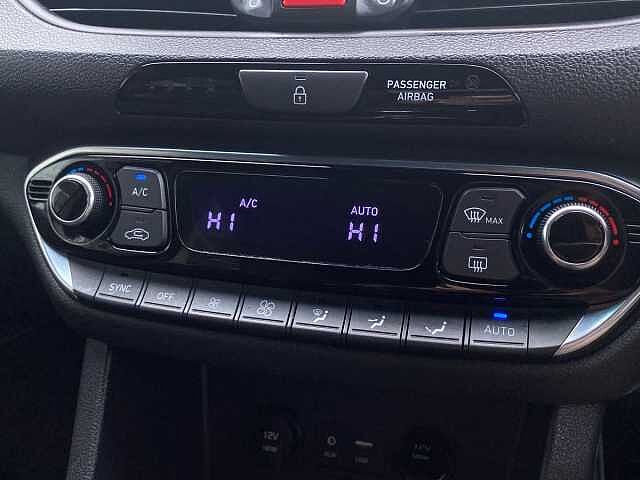 PASSENGER
AIRBAG
A/C
A/C
AUTO
HI
HI
MAX
SYNC
OFF
AUTO
12V